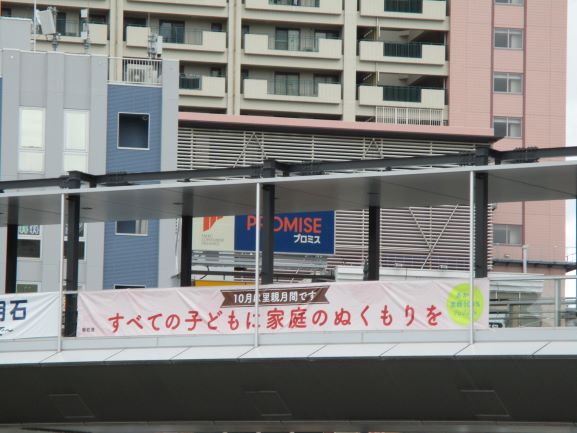 PROMISE
プロミス
10月は里親月間です
すべての子どもに家庭のぬくもりを
明石